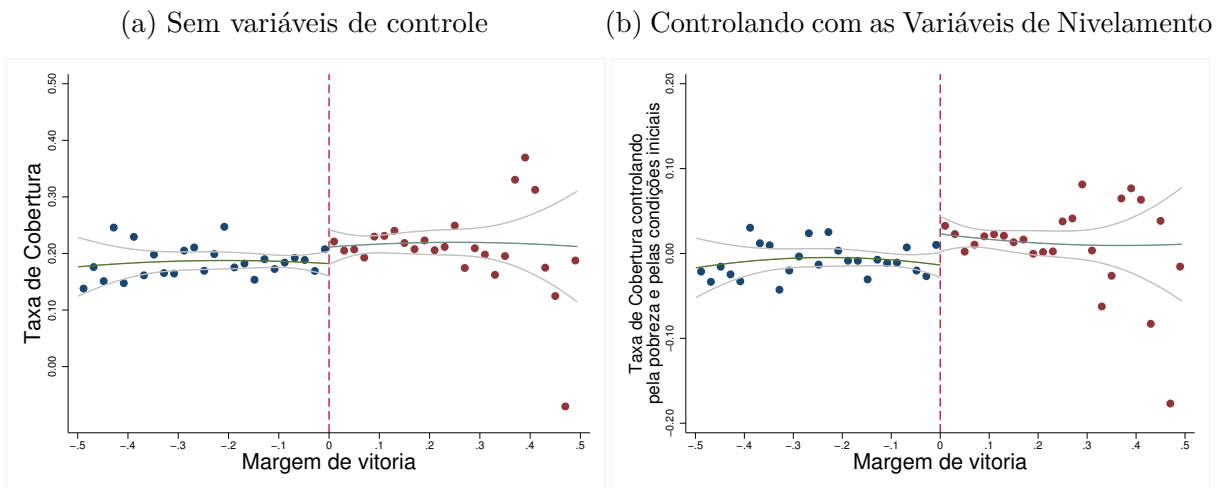 (a) Sem variáveis de controle
Taxa de Cobertura
0.50
0.40
0.30
0.20
0.10
0.00
-.5 -.4 -.3 -.2 -.1 0 .1 .2 .3 .4 .5
Margem de vitoria
(b) Controlando com as Variáveis de Nivelamento
Taxa de Cobertura controlando
pela pobreza e pelas condições iniciais
0.20
0.10
0.00
-0.10
-0.20
-.5 -.4 -.3 -.2 -.1 0 .1 .2 .3 .4 .5
Margem de vitoria